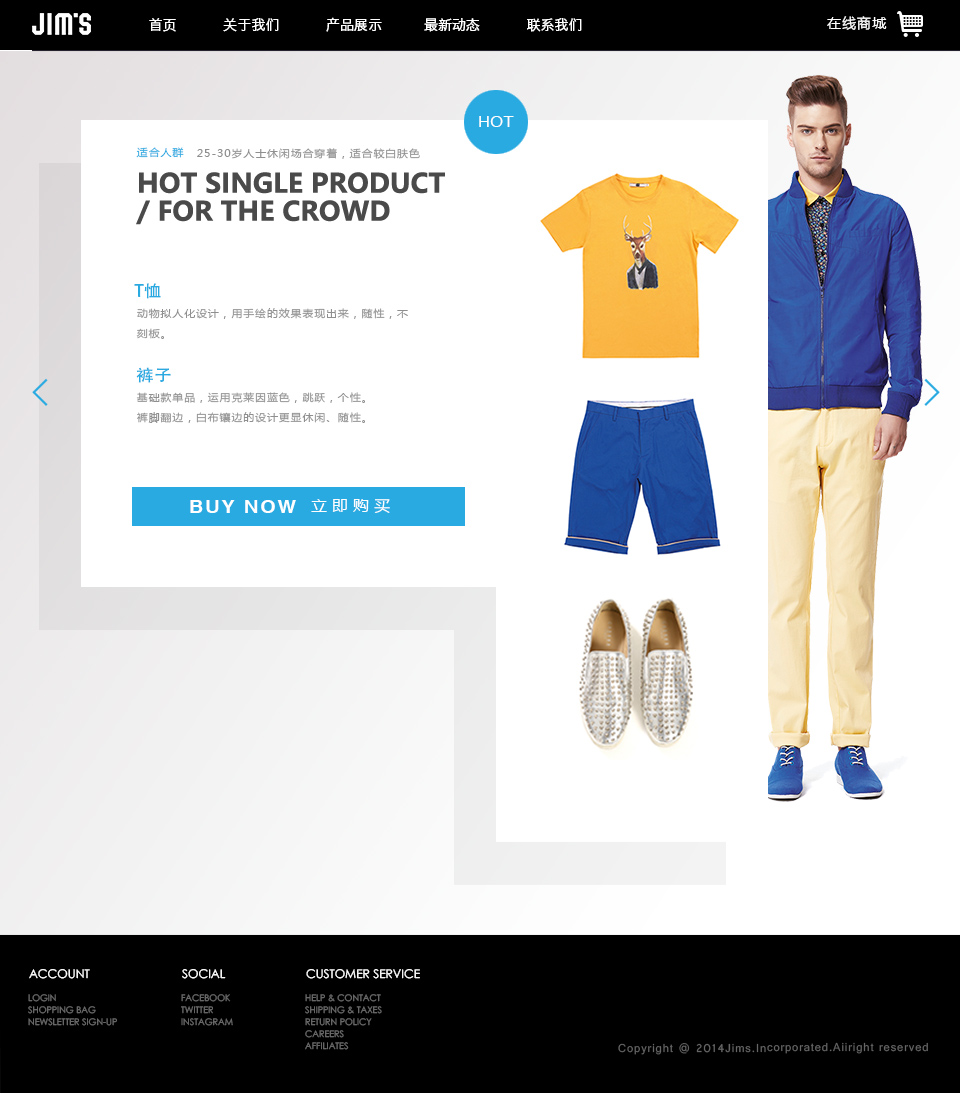 JIM'S
首页 关于我们 产品展示 最新动态 联系我们 在线商城
HOT
适合人群 25-30岁人士休闲场合穿着，适合较白肤色
HOT SINGLE PRODUCT
/ FOR THE CROWD
T恤
动物拟人化设计，用手绘的效果表现出来，随性，不
刻板。
裤子
基础款单品，运用克莱因蓝色，跳跃，个性。
裤脚翻边，白布镶边的设计更显休闲、随性。
BUY NOW 立即购买
ACCOUNT
LOGIN
SHOPPING BAG
NEWSLETTER SIGN-UP
SOCIAL
FACEBOOK
TWITTER
INSTAGRAM
CUSTOMER SERVICE
HELP & CONTACT
SHIPPING & TAXES
RETURN POLICY
CAREERS
AFFILIATES
Copyright @ 2014Jims.Incorporated.Aiiright reserved